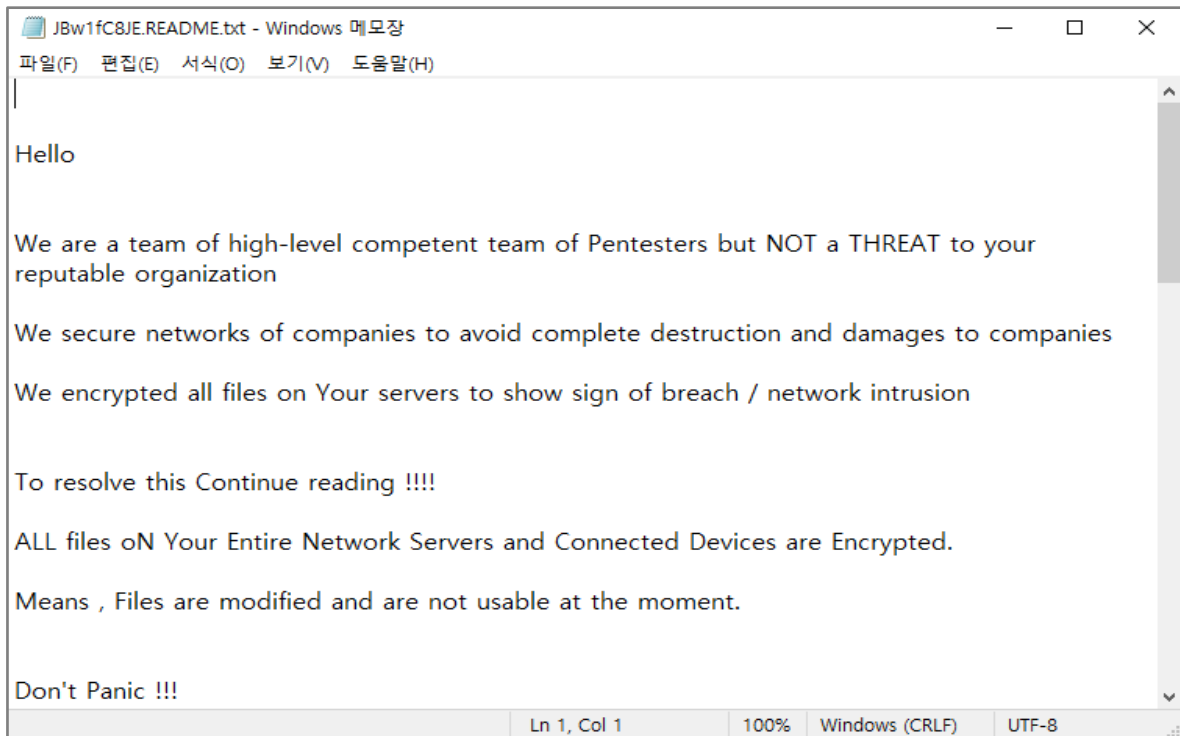 JBw1fC8JE.README.txt - Windows 메모장
파일(F) 편집(E) 서식(O) 보기(V) 도움말(H)
Hello
We are a team of high-level competent team of Pentesters but NOT a THREAT to your
reputable organization
We secure networks of companies to avoid complete destruction and damages to companies
We encrypted all files on Your servers to show sign of breach / network intrusion
To resolve this Continue reading !!!!
ALL files oN Your Entire Network Servers and Connected Devices are Encrypted.
Means , Files are modified and are not usable at the moment.
Don't Panic !!!
Ln 1, Col 1 100% Windows (CRLF) UTF-8